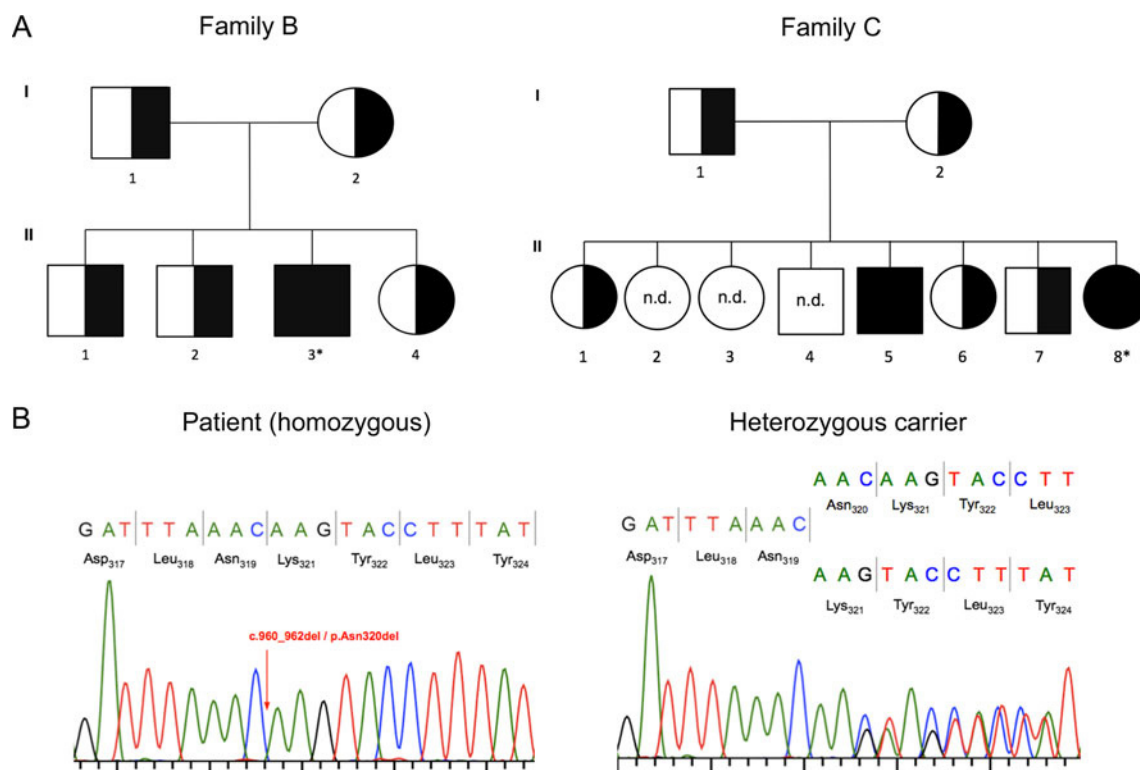 A
Family B
Family C
I
I
1
2
1
2
II
II
n.d.
n.d.
n.d.
1
2
3*
4
1
2
3
4
5
6
7
8*
B
Patient (homozygous)
Heterozygous carrier
A A C A A G T A C C T T
Asn320 Lys321 Tyr322 Leu323
G A T T T A A A C A A G T A C C T T T A T
G A T T T A A A C
Asp317 Leu318 Asn319 Lys321 Tyr322 Leu323 Tyr324
Asp317 Leu318 Asn319
A A G T A C C T T T A T
Lys321 Tyr322 Leu323 Tyr324
c.960_962del / p.Asn320del